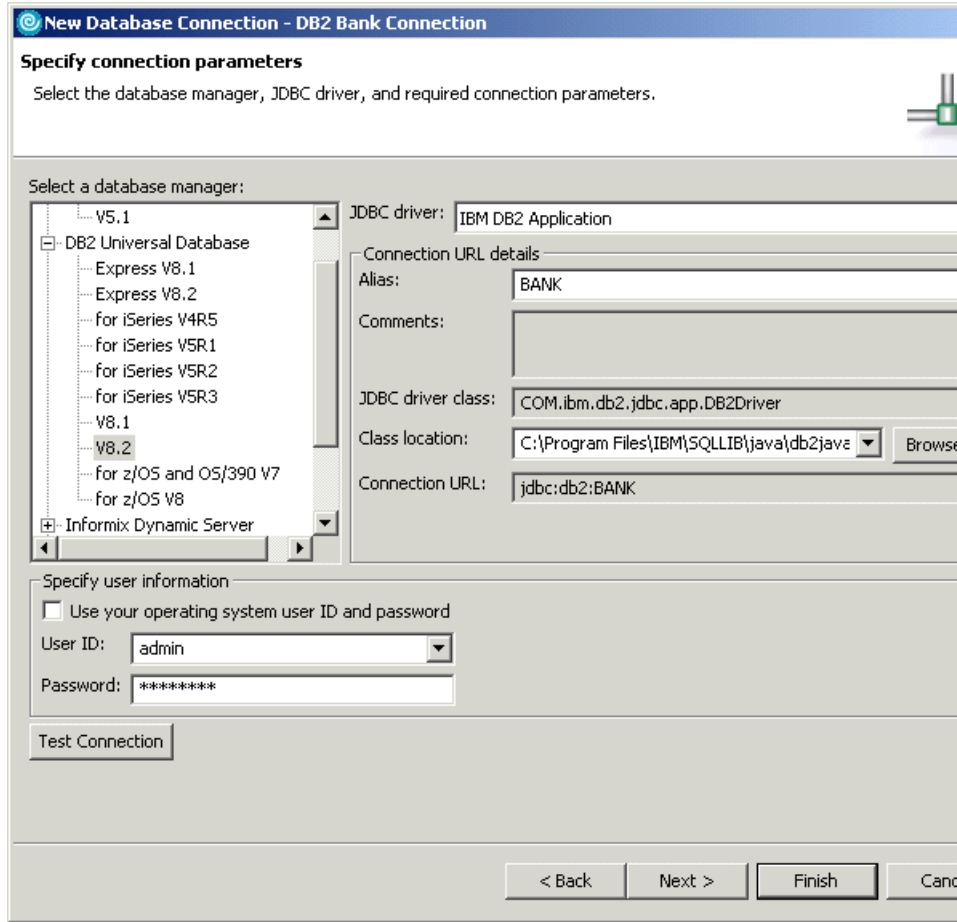 New Database Connection - DB2 Bank Connection
Specify connection parameters
Select the database manager, JDBC driver, and required connection parameters.
Select a database manager:
V5.1
DB2 Universal Database
Express V8.1
Express V8.2
for iSeries V4R5
for iSeries V5R1
for iSeries V5R2
for iSeries V5R3
V8.1
V8.2
for z/OS and OS/390 V7
for z/OS V8
Informix Dynamic Server
JDBC driver: IBM DB2 Application
Connection URL details
Alias: BANK
Comments:
JDBC driver class: COM.ibm.db2.jdbc.app.DB2Driver
Class location: C:\Program Files\IBM\SQLLIB\java\db2java Browse
Connection URL: jdbc:db2:BANK
Specify user information
Use your operating system user ID and password
User ID: admin
Password: ********
Test Connection
< Back Next > Finish Canc